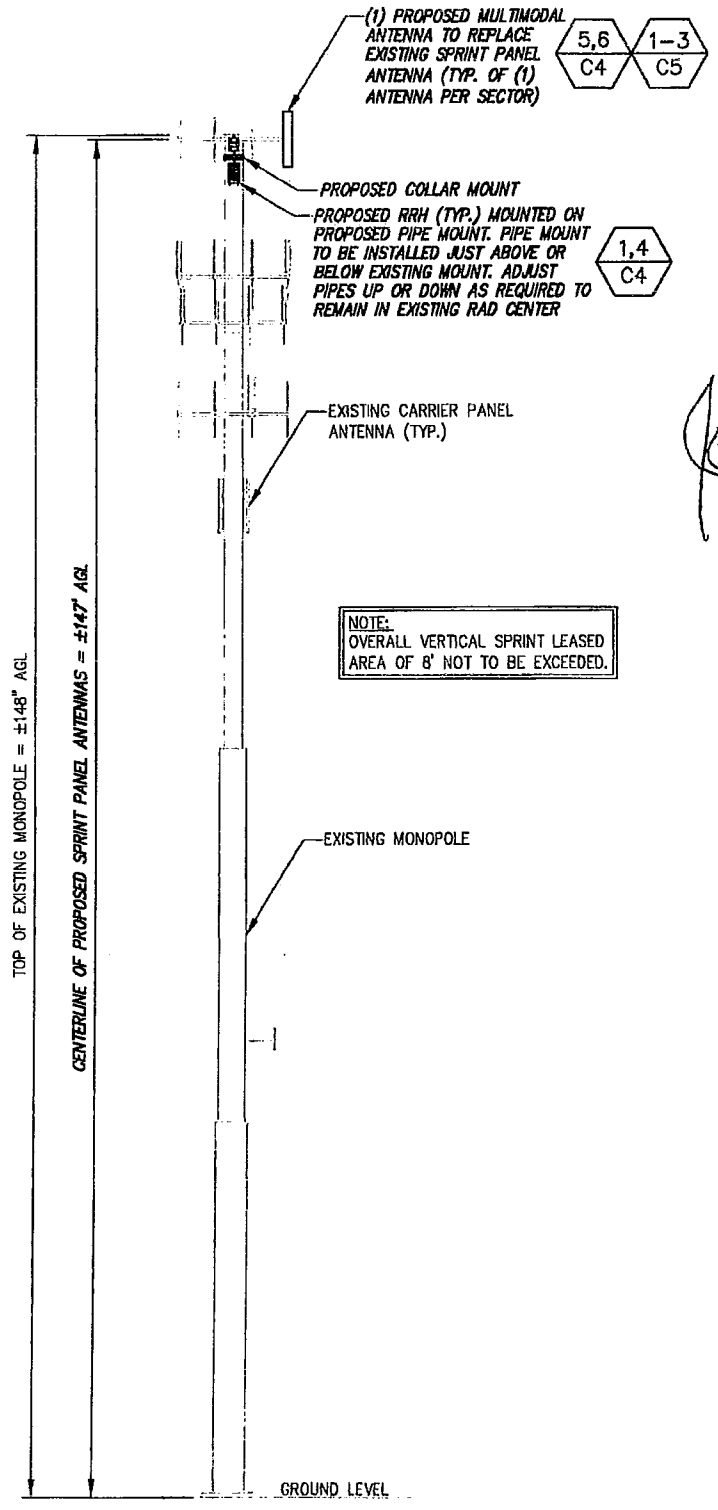 (1) PROPOSED MULTIMODAL
ANTENNA TO REPLACE
EXISTING SPRINT PANEL
ANTENNA (TYP. OF (1)
ANTENNA PER SECTOR)
5,6
C4
1-3
C5
PROPOSED COLLAR MOUNT
PROPOSED RRH (TYP.) MOUNTED ON
PROPOSED PIPE MOUNT. PIPE MOUNT
TO BE INSTALLED JUST ABOVE OR
BELOW EXISTING MOUNT. ADJUST
PIPES UP OR DOWN AS REQUIRED TO
REMAIN IN EXISTING RAD CENTER
1,4
C4
EXISTING CARRIER PANEL
ANTENNA (TYP.)
NOTE:
OVERALL VERTICAL SPRINT LEASED
AREA OF 8' NOT TO BE EXCEEDED.
TOP OF EXISTING MONOPOLE = ±148" AGL
CENTERLINE OF PROPOSED SPRINT PANEL ANTENNAS = ±147' AGL
EXISTING MONOPOLE
GROUND LEVEL